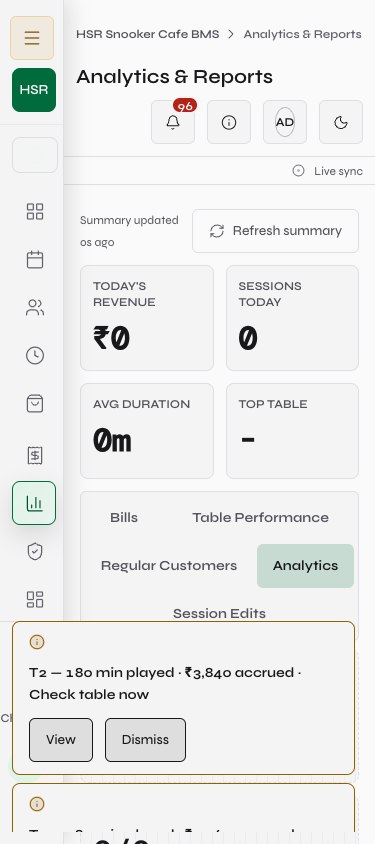 HSR Snooker Cafe BMS > Analytics & Reports
HSR
Analytics & Reports
96
AD
Live sync
Summary updated
0s ago
Refresh summary
TODAY'S
REVENUE
₹0
SESSIONS
TODAY
0
AVG DURATION
0m
TOP TABLE
-
Bills
Table Performance
Regular Customers
Analytics
Session Edits
T2 — 180 min played · ₹3,840 accrued ·
Check table now
View
Dismiss